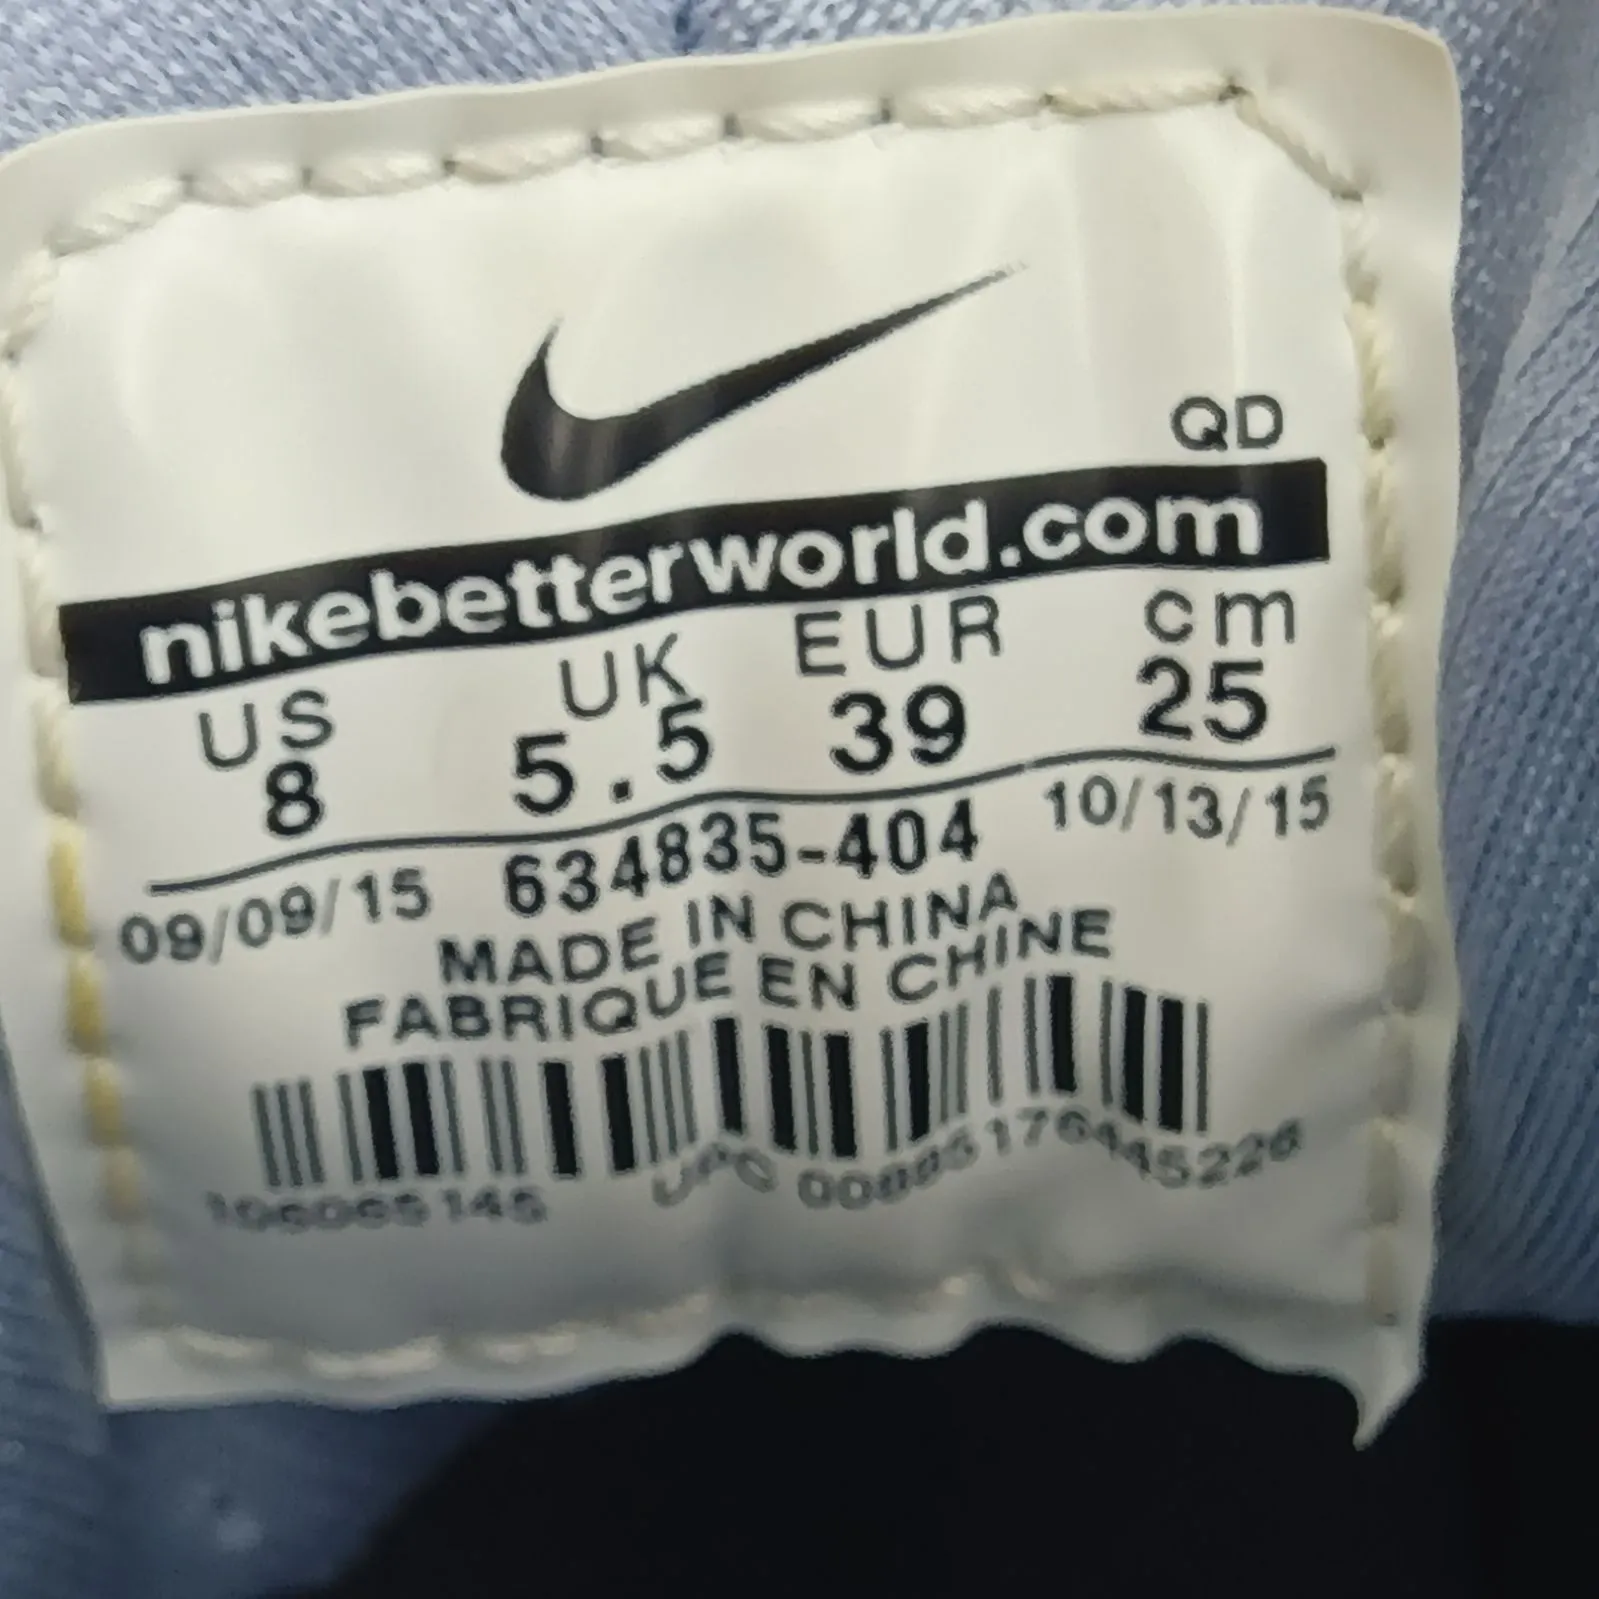 QD
nikebetterworld.com
US UK EUR cm
8 5.5 39 25
09/09/15 634835-404 10/13/15
MADE IN CHINA
FABRIQUE EN CHINE
UPC